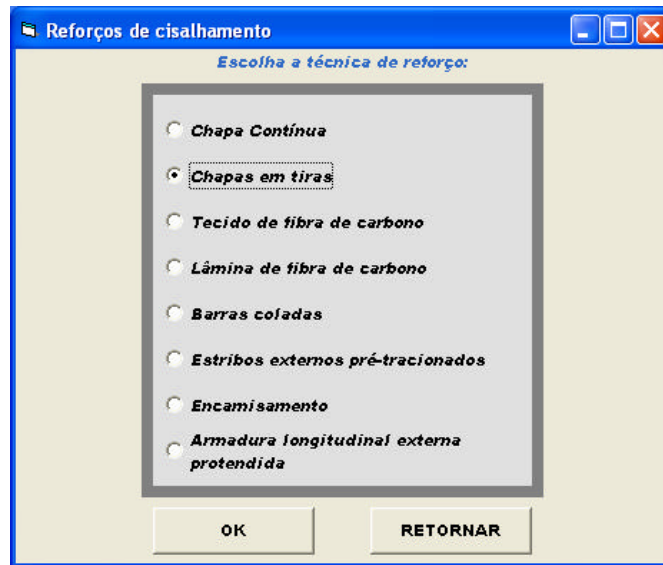 Reforços de cisalhamento
Escolha a técnica de reforço:
Chapa Contínua
Chapas em tiras
Tecido de fibra de carbono
Lâmina de fibra de carbono
Barras coladas
Estribos externos pré-tracionados
Encamisamento
Armadura longitudinal externa
protendida
OK
RETORNAR